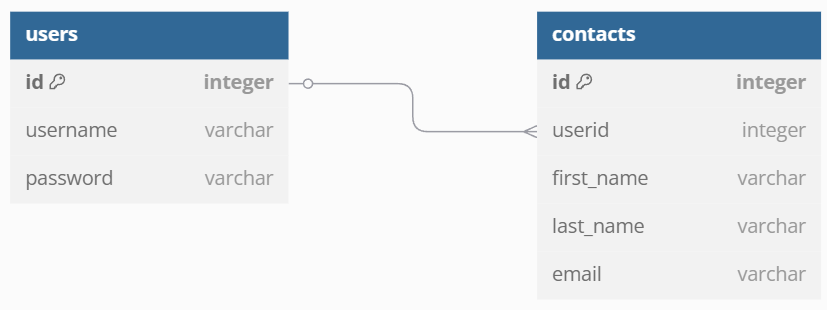 users
id integer
username varchar
password varchar
contacts
id integer
userid integer
first_name varchar
last_name varchar
email varchar